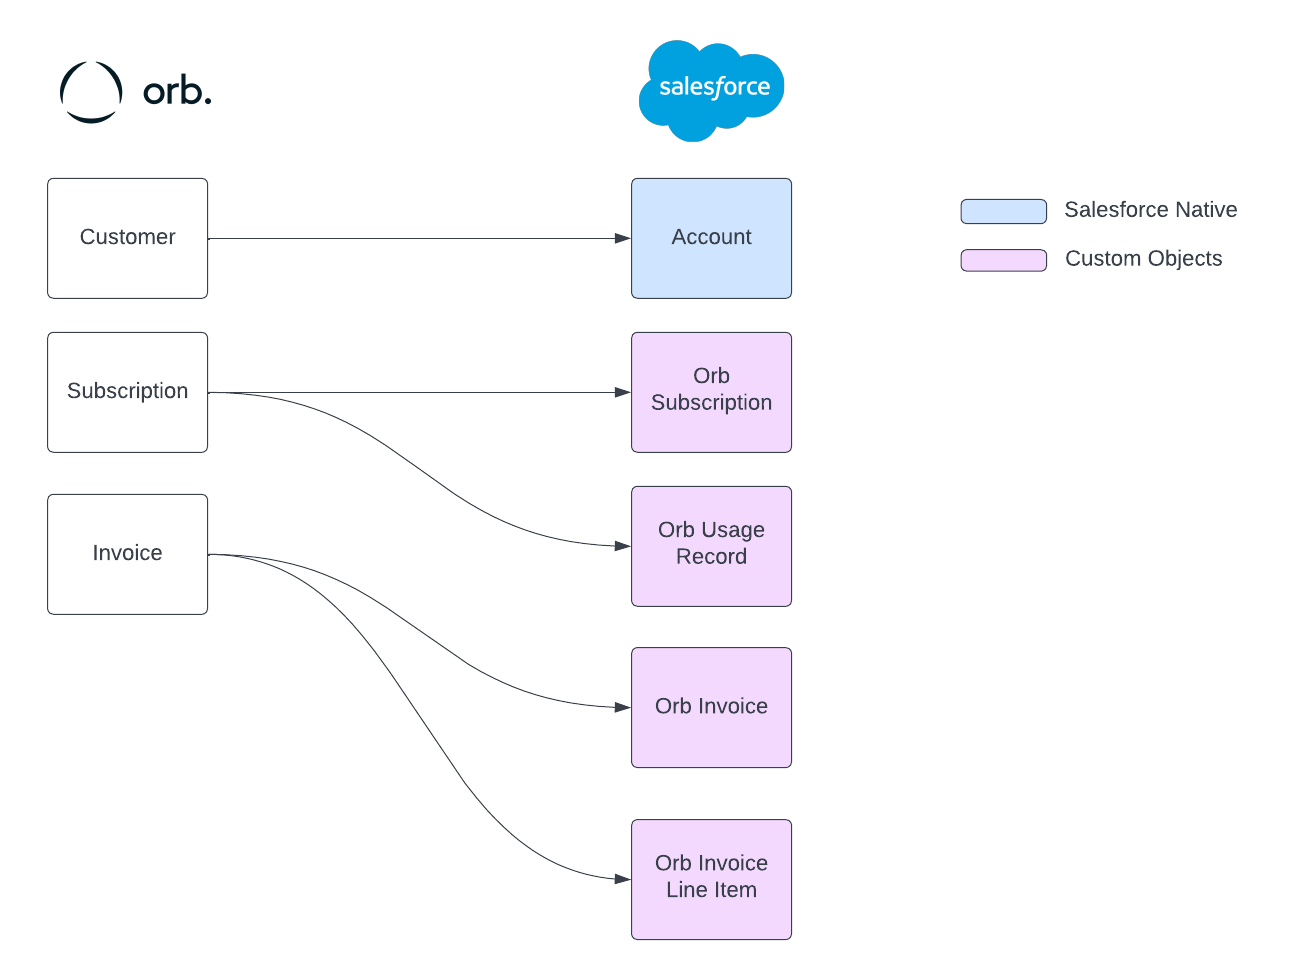 orb.
salesforce
Customer
Account
Salesforce Native
Custom Objects
Subscription
Orb
Subscription
Invoice
Orb Usage
Record
Orb Invoice
Orb Invoice
Line Item